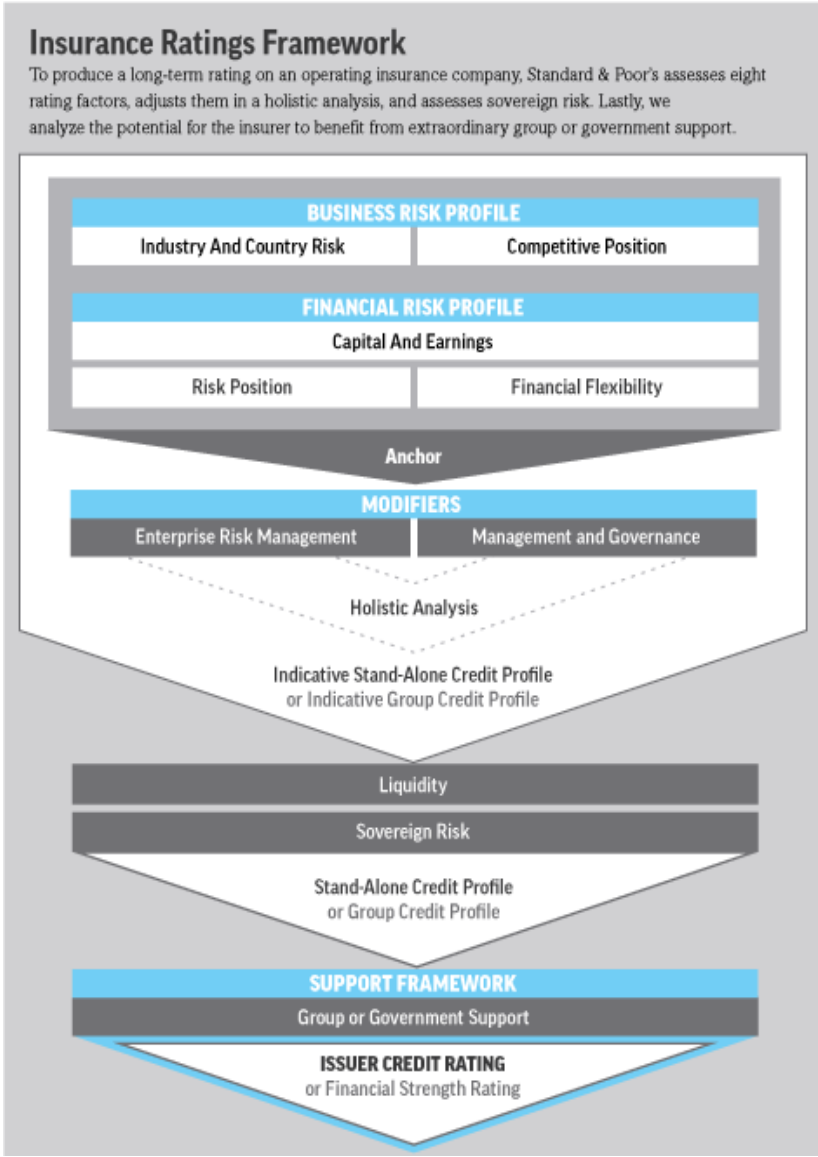 Insurance Ratings Framework
To produce a long-term rating on an operating insurance company, Standard & Poor's assesses eight
rating factors, adjusts them in a holistic analysis, and assesses sovereign risk. Lastly, we
analyze the potential for the insurer to benefit from extraordinary group or government support.
BUSINESS RISK PROFILE
Industry And Country Risk
Competitive Position
FINANCIAL RISK PROFILE
Capital And Earnings
Risk Position
Financial Flexibility
Anchor
MODIFIERS
Enterprise Risk Management
Management and Governance
Holistic Analysis
Indicative Stand-Alone Credit Profile
or Indicative Group Credit Profile
Liquidity
Sovereign Risk
Stand-Alone Credit Profile
or Group Credit Profile
SUPPORT FRAMEWORK
Group or Government Support
ISSUER CREDIT RATING
or Financial Strength Rating